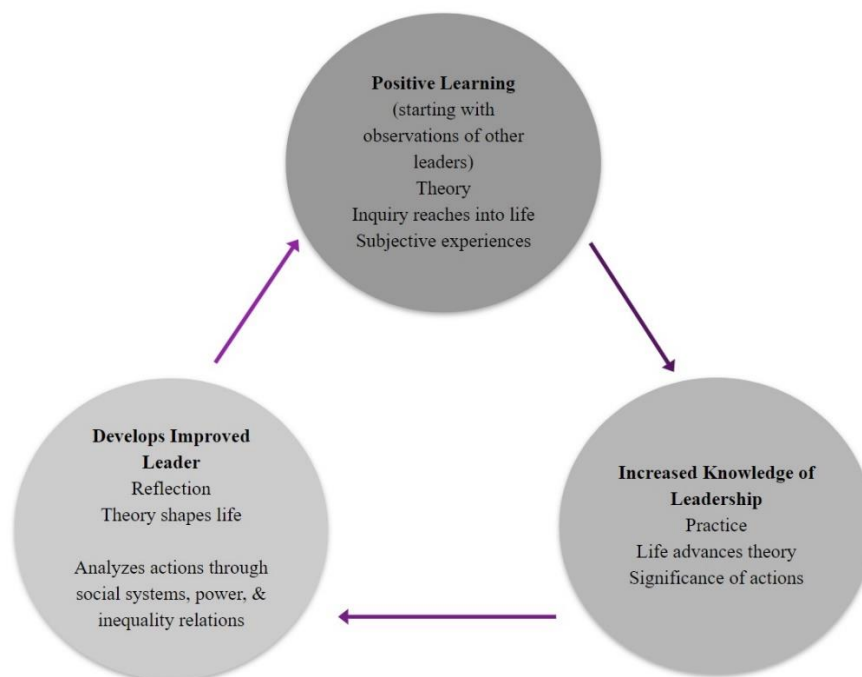 Positive Learning
(starting with
observations of other
leaders)
Theory
Inquiry reaches into life
Subjective experiences
Develops Improved
Leader
Reflection
Theory shapes life
Analyzes actions through
social systems, power, &
inequality relations
Increased Knowledge of
Leadership
Practice
Life advances theory
Significance of actions